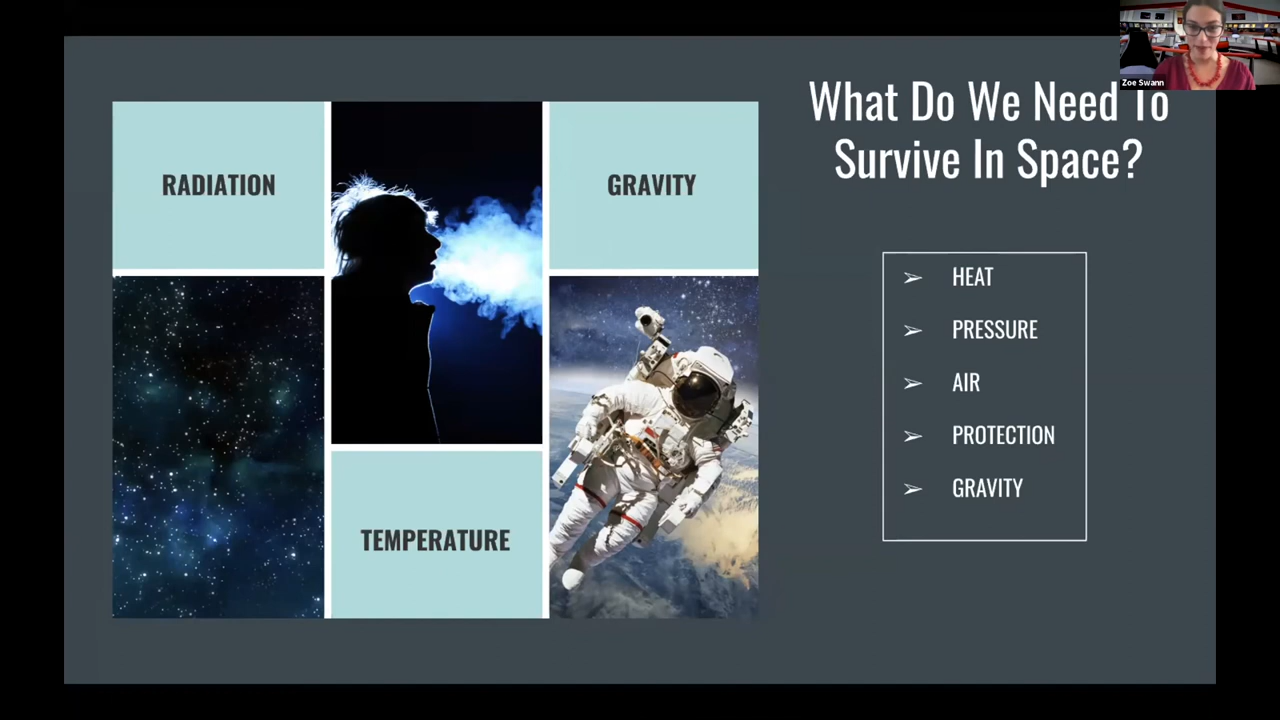 Zoe Swann
What Do We Need To
Survive In Space?
RADIATION
GRAVITY
TEMPERATURE
➢ HEAT
➢ PRESSURE
➢ AIR
➢ PROTECTION
➢ GRAVITY